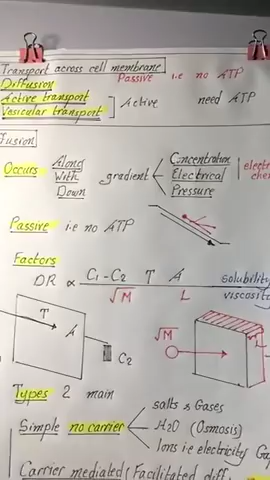 Transport across cell membrane
Diffusion Passive i.e no ATP
Active transport
Vesicular transport ] Active need ATP
fusion
Occurs Along With Down gradient Concentration Electrical Pressure
Passive i.e no ATP
Factors
DR ∝ C1-C2 T A solubility
√M L viscosity
T A C2 √M
Types 2 main
Simple no carrier salts & Gases
H2O (Osmosis)
Ions i.e electricity
Carrier mediated (Facilitated diff.